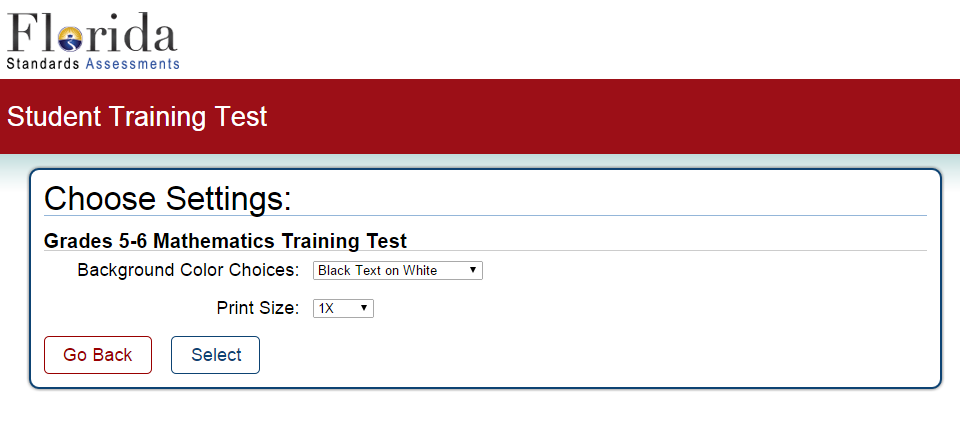 Florida
Standards Assessments
Student Training Test
Choose Settings:
Grades 5-6 Mathematics Training Test
Background Color Choices: Black Text on White
Print Size: 1X
Go Back Select